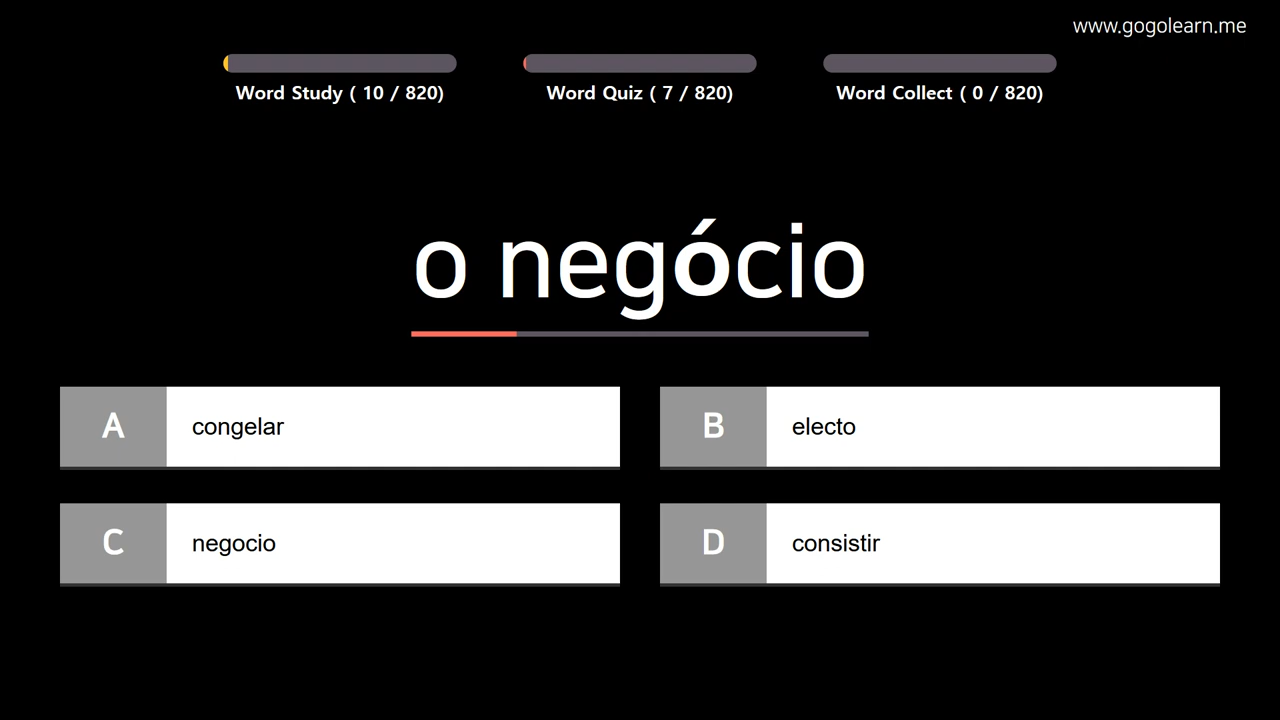 www.gogolearn.me
Word Study ( 10 / 820)
Word Quiz ( 7 / 820)
Word Collect ( 0 / 820)
o negócio
A congelar
B electo
C negocio
D consistir